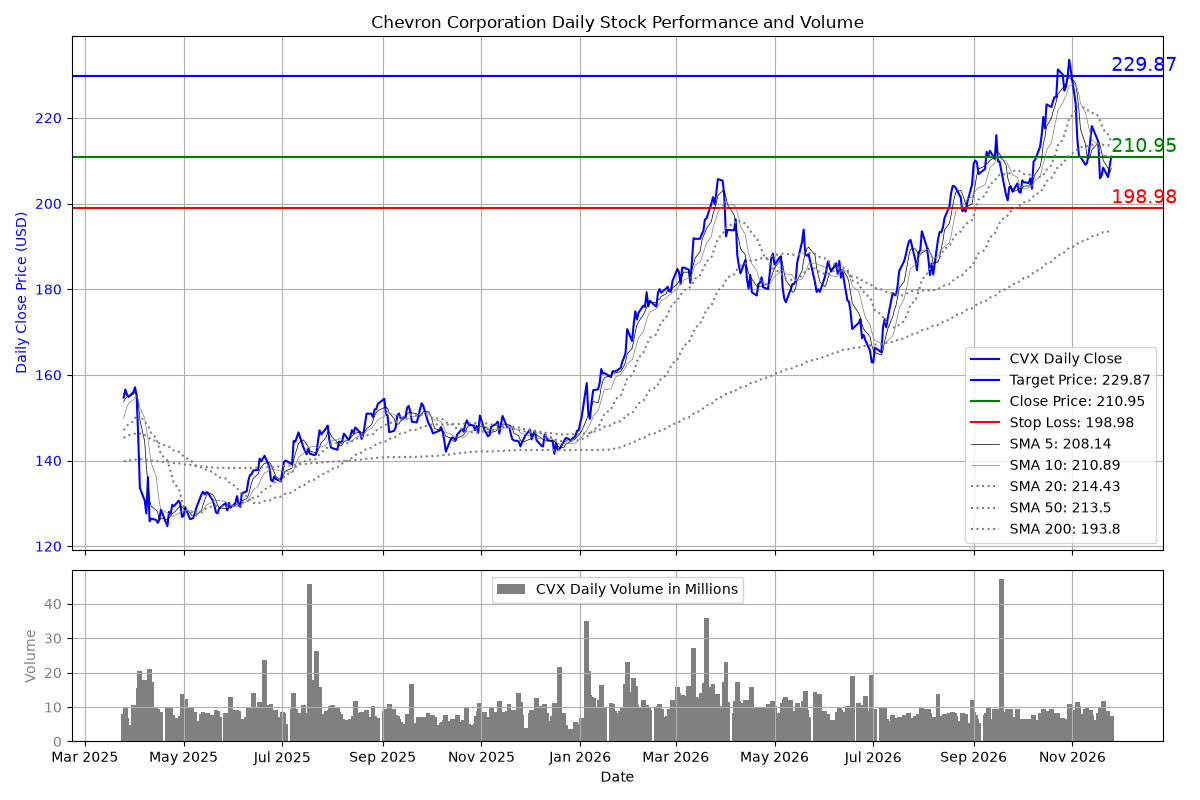 Chevron Corporation Daily Stock Performance and Volume
Daily Close Price (USD)
220
200
180
160
140
120
229.87
210.95
198.98
CVX Daily Close
Target Price: 229.87
Close Price: 210.95
Stop Loss: 198.98
SMA 5: 208.14
SMA 10: 210.89
SMA 20: 214.43
SMA 50: 213.5
SMA 200: 193.8
CVX Daily Volume in Millions
Volume
40
30
20
10
0
Mar 2025 May 2025 Jul 2025 Sep 2025 Nov 2025 Jan 2026 Mar 2026 May 2026 Jul 2026 Sep 2026 Nov 2026
Date